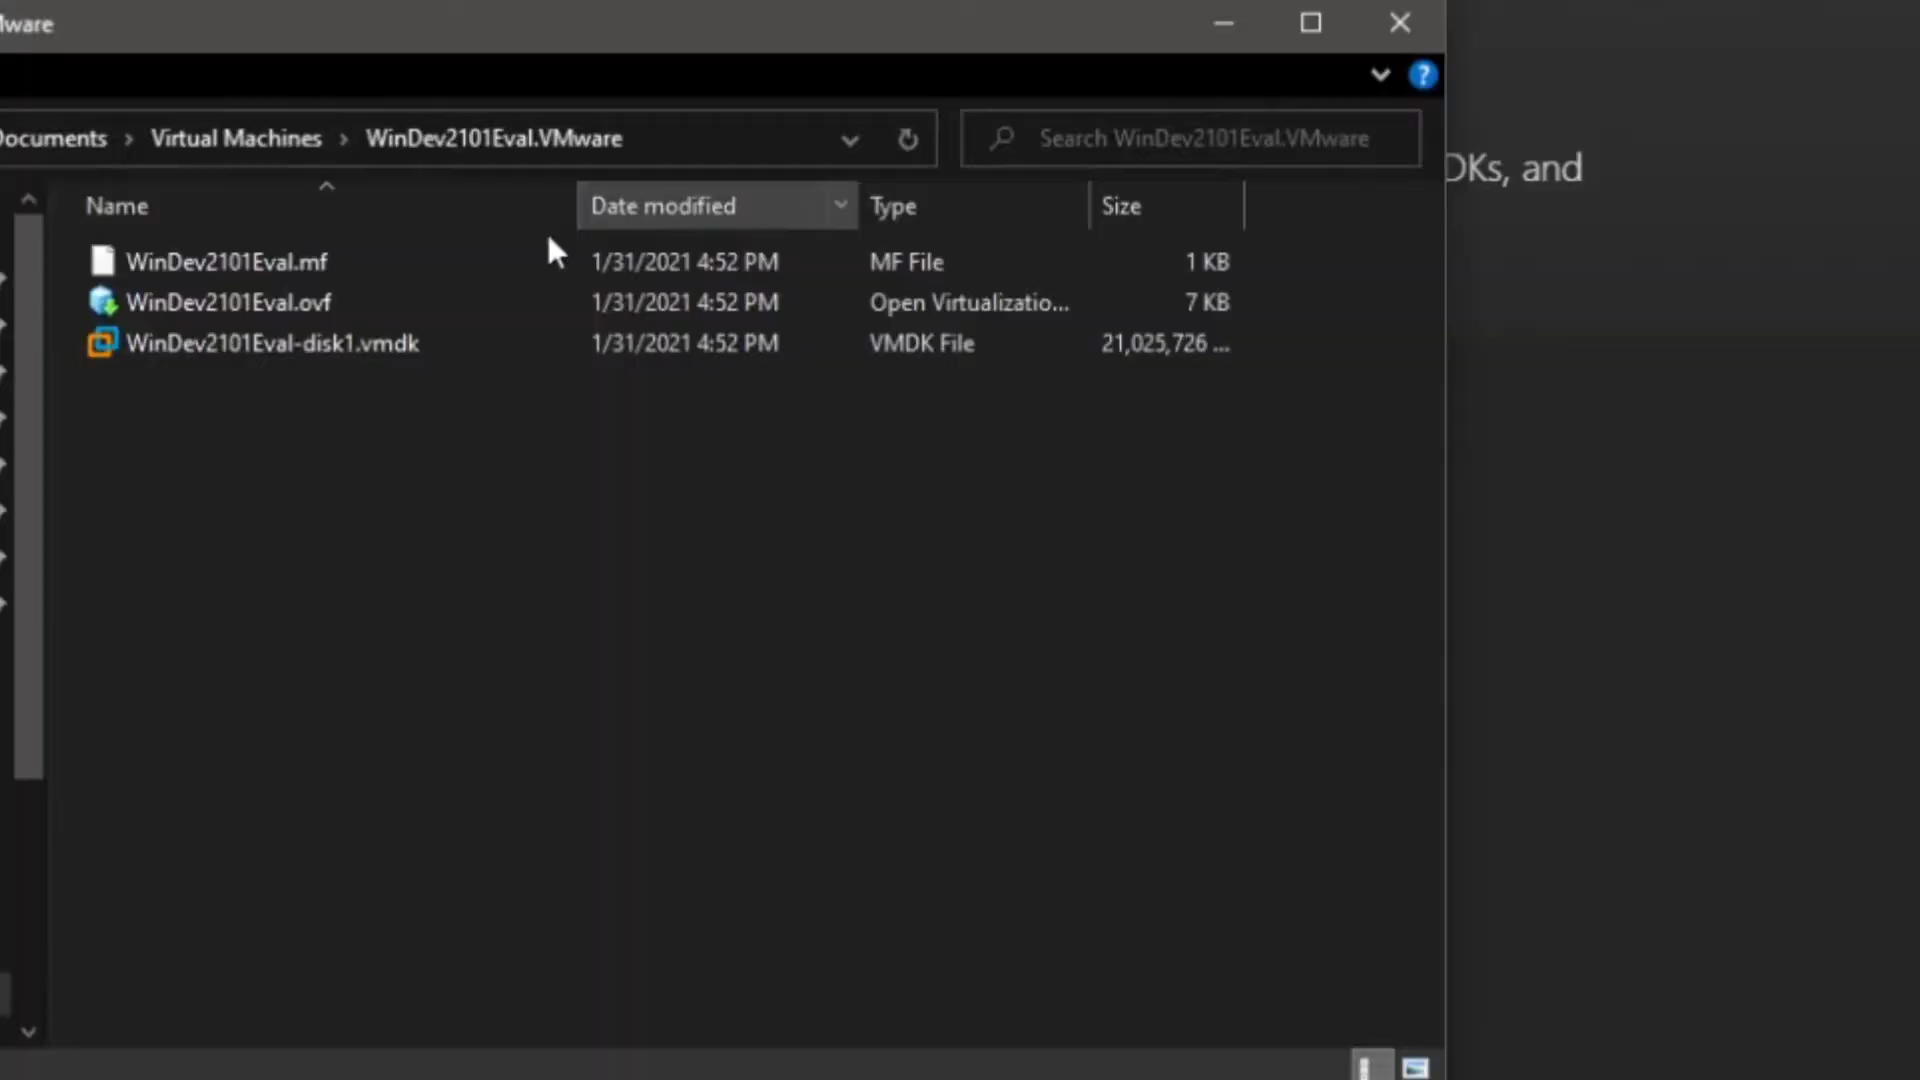 Mware
?
Documents › Virtual Machines › WinDev2101Eval.VMware
Search WinDev2101Eval.VMware
DKs, and
Name Date modified Type Size
WinDev2101Eval.mf 1/31/2021 4:52 PM MF File 1 KB
WinDev2101Eval.ovf 1/31/2021 4:52 PM Open Virtualizatio... 7 KB
WinDev2101Eval-disk1.vmdk 1/31/2021 4:52 PM VMDK File 21,025,726 ...